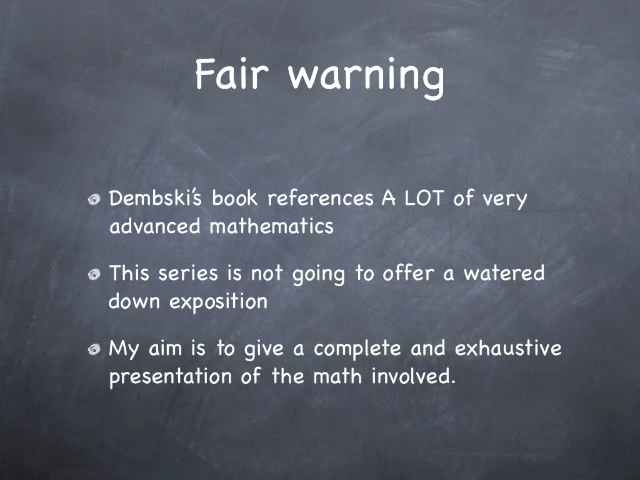 Fair warning
Dembski's book references A LOT of very
advanced mathematics
This series is not going to offer a watered
down exposition
My aim is to give a complete and exhaustive
presentation of the math involved.